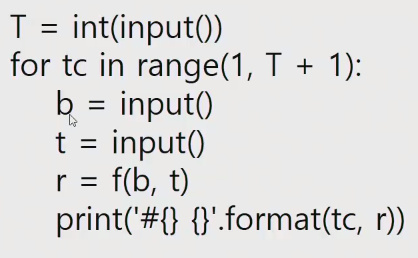 T = int(input())
for tc in range(1, T + 1):
    b = input()
    t = input()
    r = f(b, t)
    print('#{} {}'.format(tc, r))